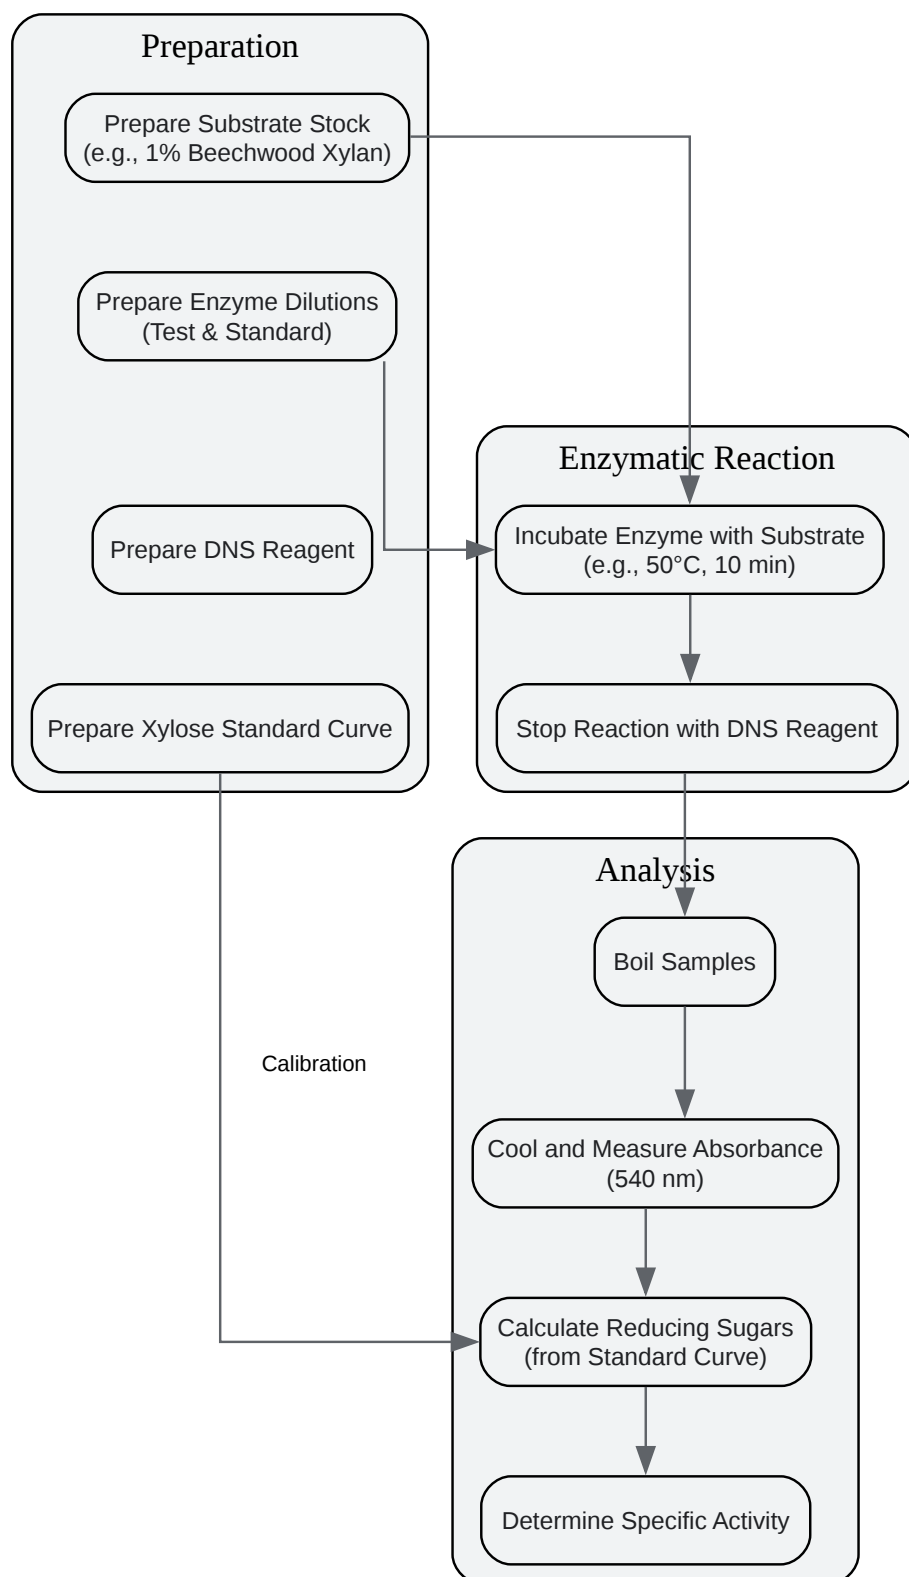 Preparation
Prepare Substrate Stock
(e.g., 1% Beechwood Xylan)
Prepare Enzyme Dilutions
(Test & Standard)
Prepare DNS Reagent
Prepare Xylose Standard Curve
Enzymatic Reaction
Incubate Enzyme with Substrate
(e.g., 50°C, 10 min)
Stop Reaction with DNS Reagent
Analysis
Boil Samples
Calibration
Cool and Measure Absorbance
(540 nm)
Calculate Reducing Sugars
(from Standard Curve)
Determine Specific Activity